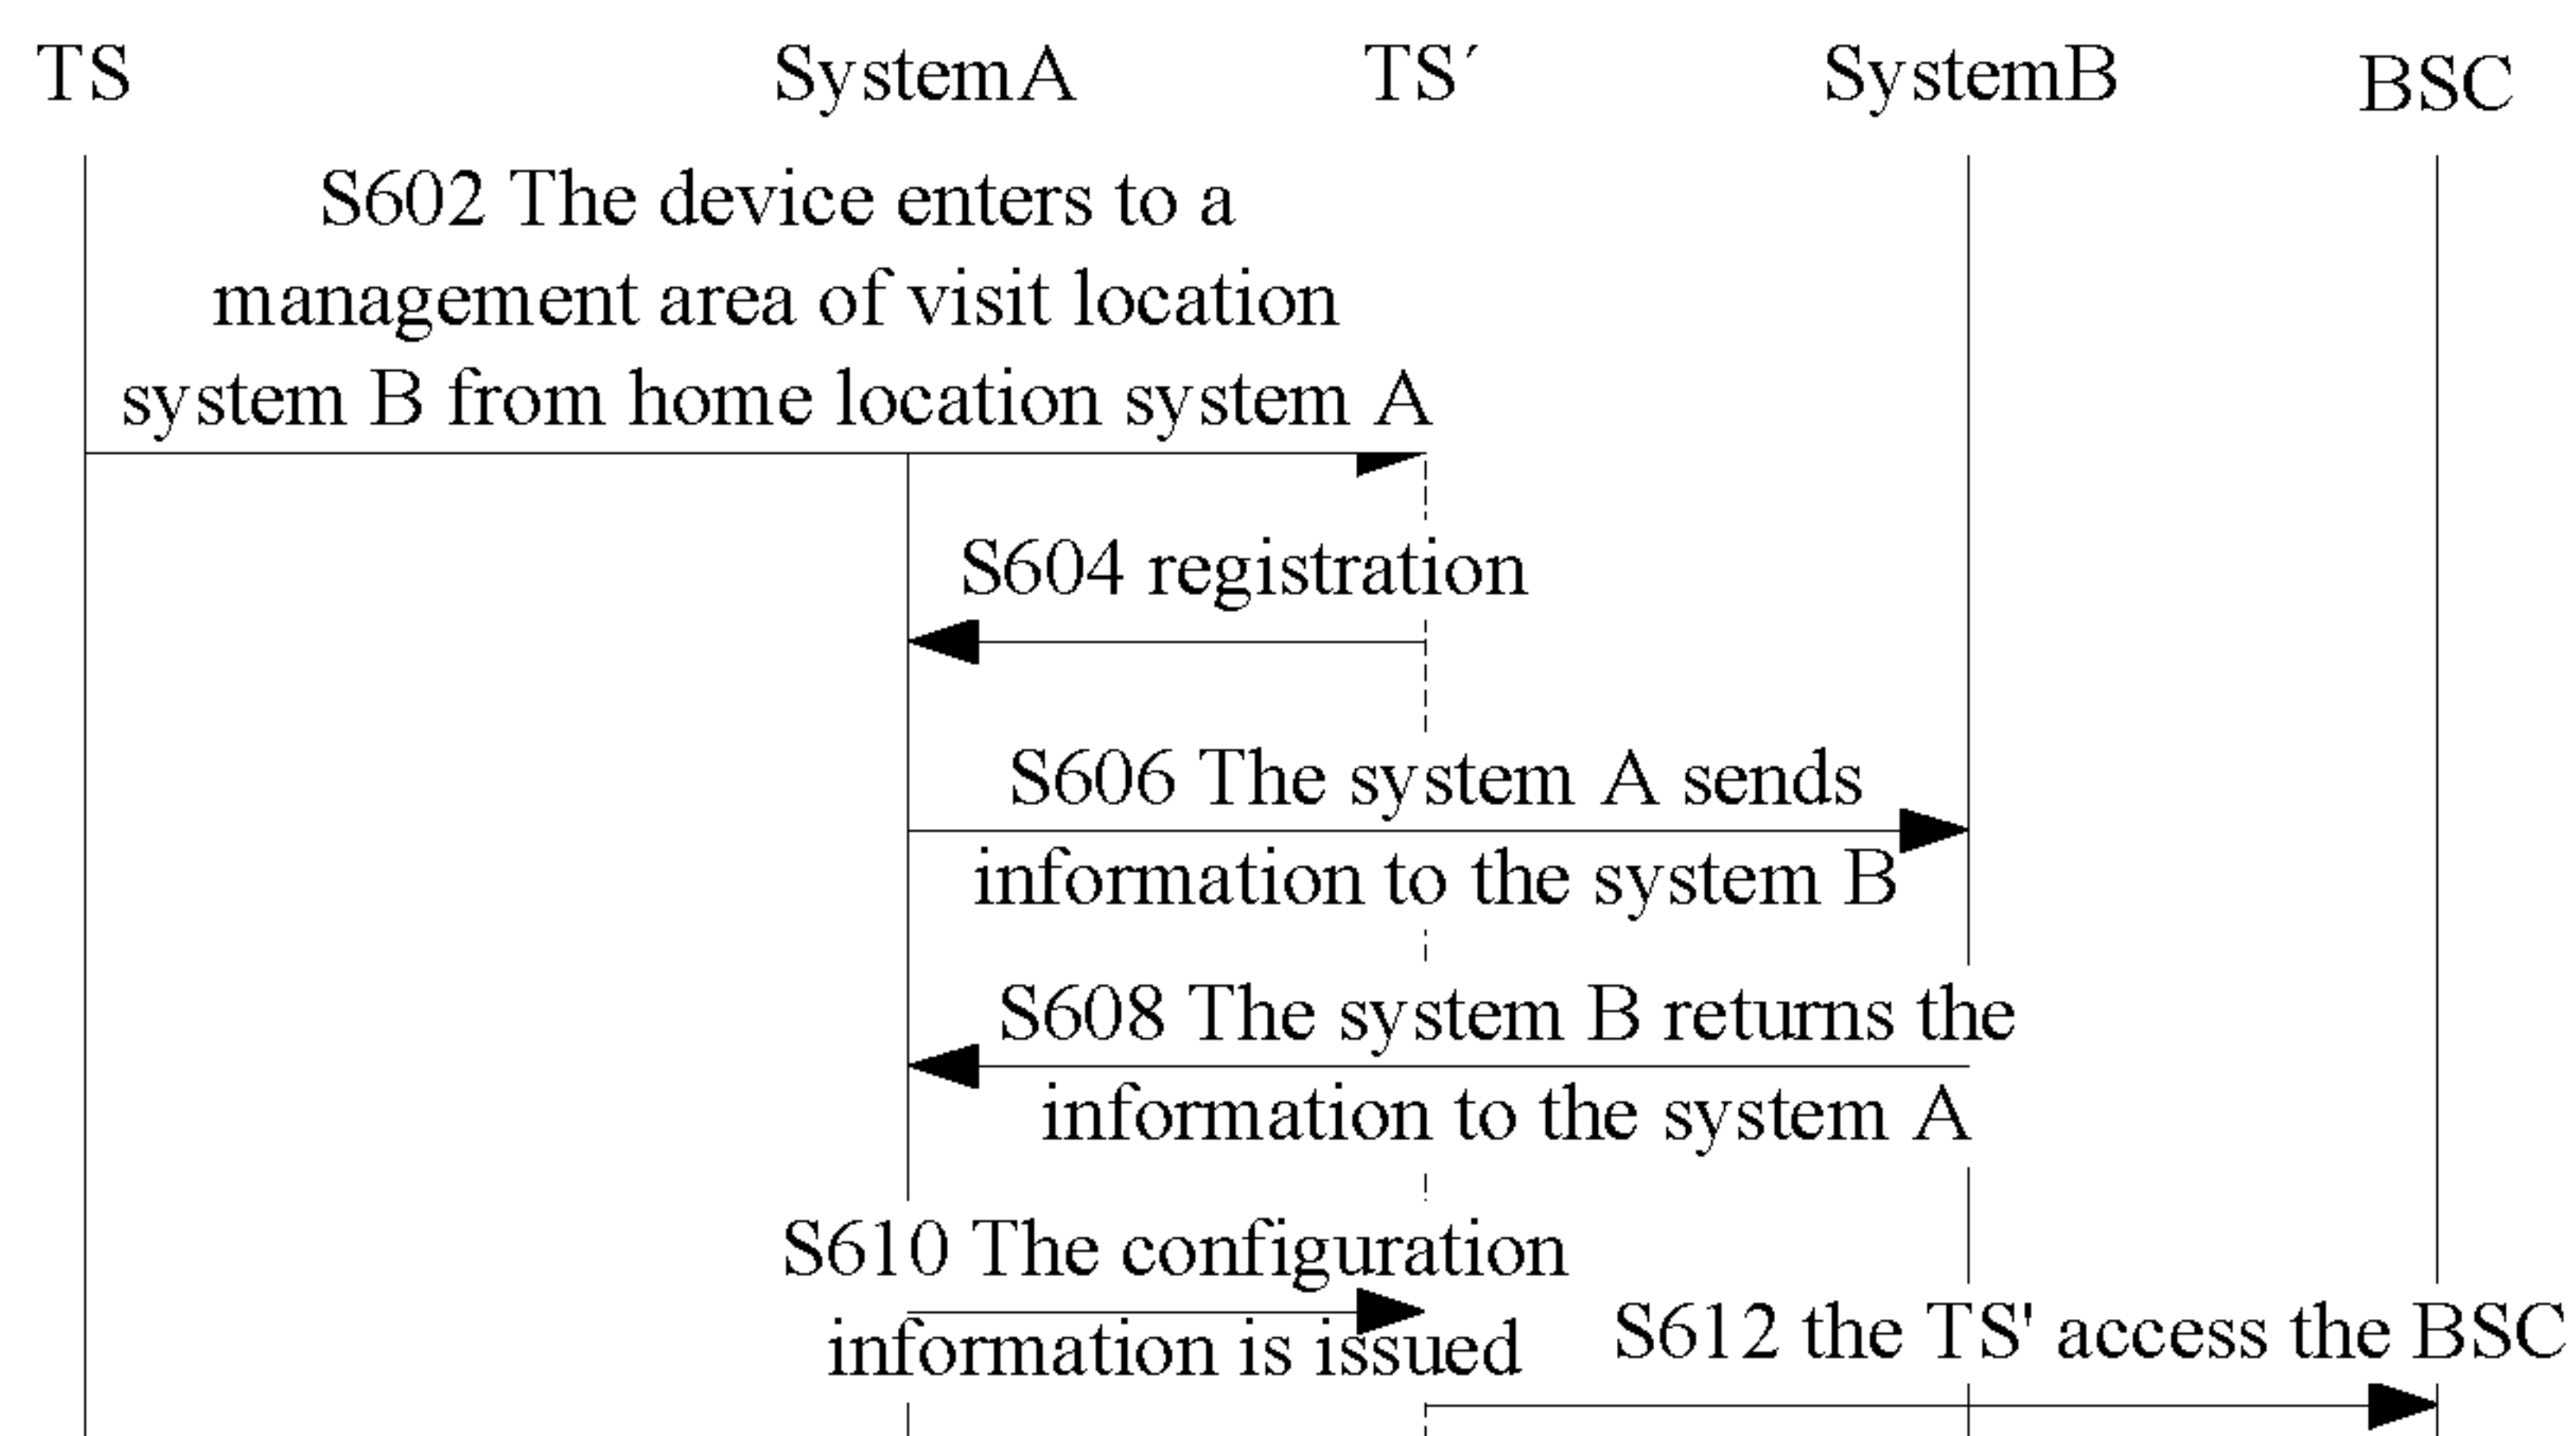 TS
SystemA
TS´
SystemB
BSC
S602 The device enters to a
management area of visit location
system B from home location system A
S604 registration
S606 The system A sends
information to the system B
S608 The system B returns the
information to the system A
S610 The configuration
information is issued
S612 the TS' access the BSC